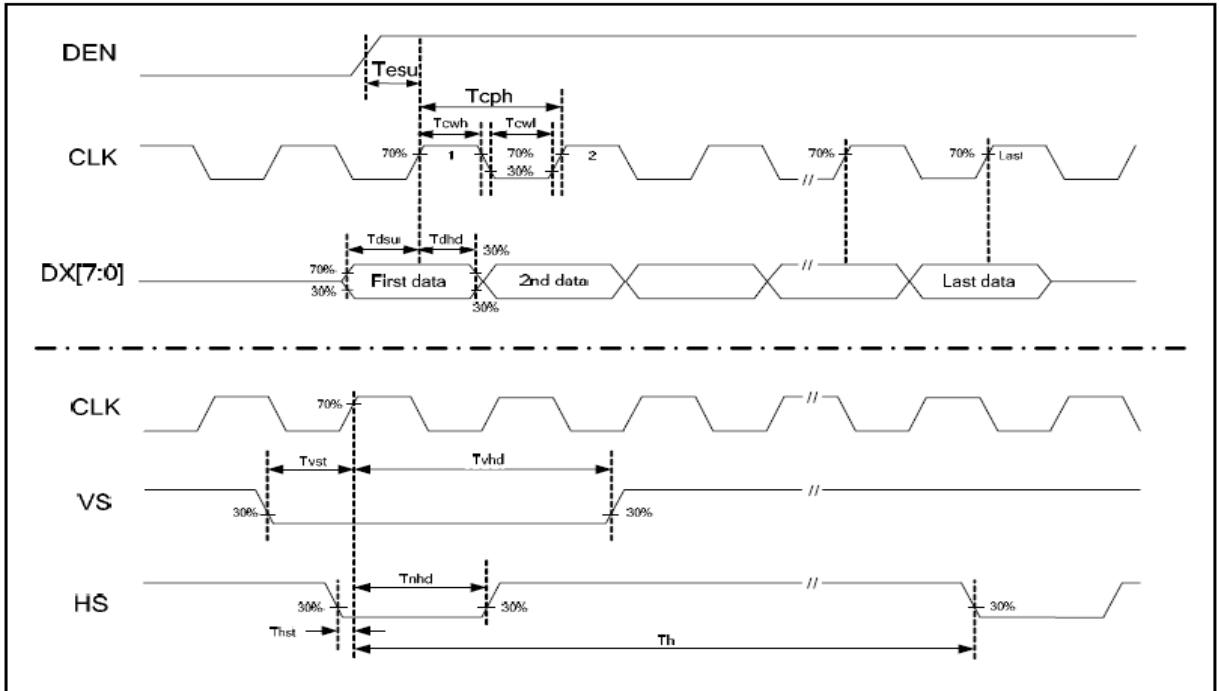 DEN
Tesu
Tcph
Tcwh Tcwl
CLK 70% 1 70% 2 70% 70% Last
30%
//
Tdsu Tdhd 30%
DX[7:0] 70% First data 2nd data // Last data
30% 30%
CLK 70% //
Tvst Tvhd
VS 30% 30% //
Tnhd
HS 30% 30% // 30%
Thst
Th